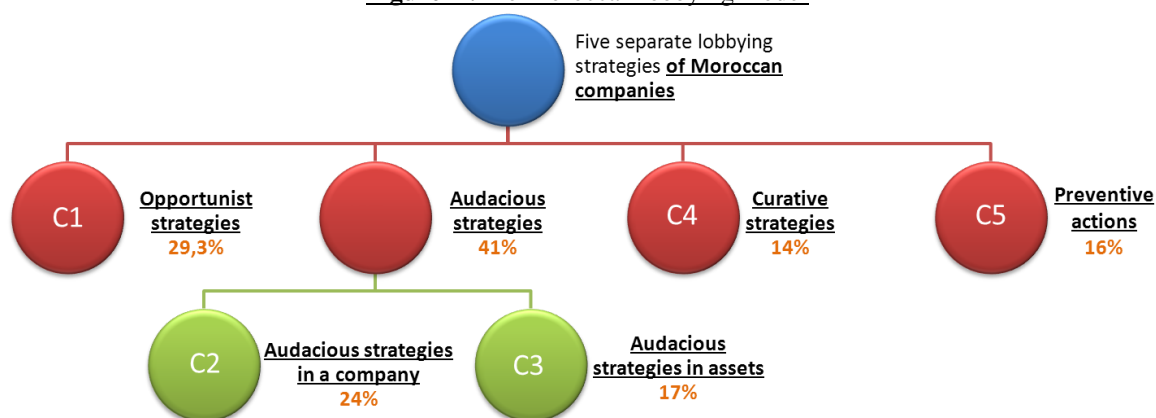 Five separate lobbying
strategies of Moroccan
companies
C1
Opportunist
strategies
29,3%
Audacious
strategies
41%
C4
Curative
strategies
14%
C5
Preventive
actions
16%
C2
Audacious strategies
in a company
24%
C3
Audacious
strategies in assets
17%